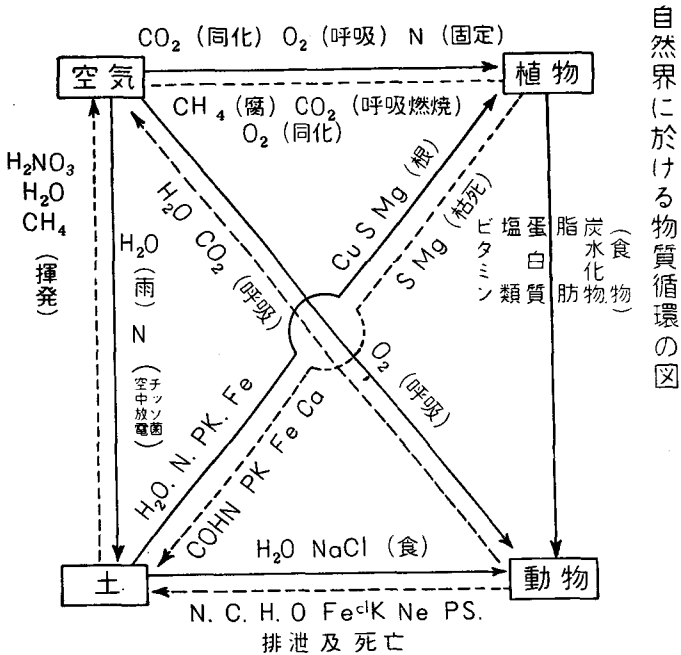 自然界に於ける物質循環の図
CO₂ (同化) O₂ (呼吸) N (固定)
空気
植物
CH₄ (腐) CO₂ (呼吸燃焼)
O₂ (同化)
H₂NO₃
H₂O
CH₄
(揮発)
H₂O (雨) N (チッソ菌
空中放電)
H₂O CO₂ (呼吸)
Cu S Mg (根)
S Mg (枯死)
(食物)
炭水化物
脂肪
蛋白質
塩類
ビタミン
O₂ (呼吸)
H₂O. N. PK. Fe
COHN PK Fe Ca
土
H₂O NaCl (食)
動物
N. C. H. O FeclK Ne PS.
排泄及死亡